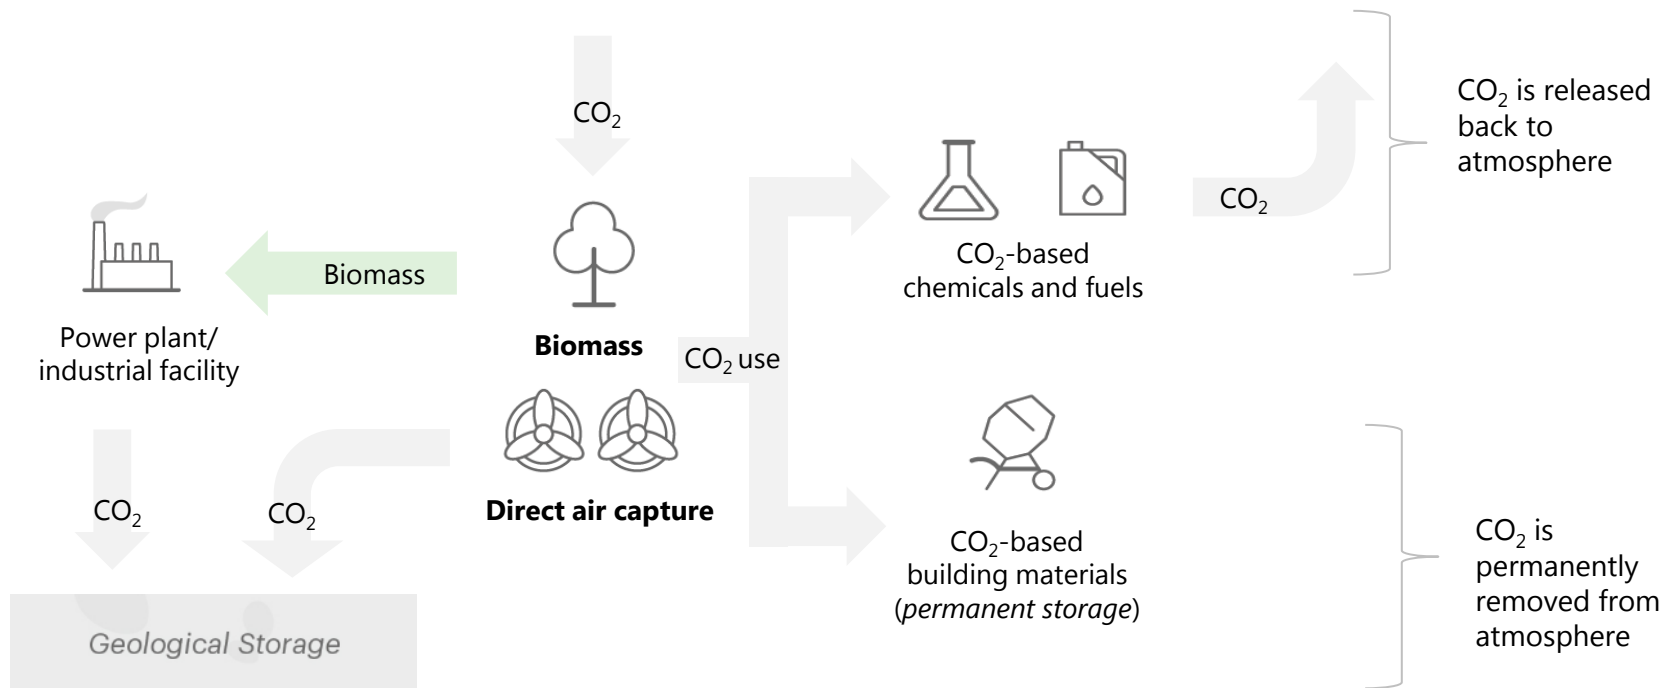 CO₂
CO₂ is released
back to
atmosphere
CO₂
Biomass
CO₂-based
chemicals and fuels
Power plant/
industrial facility
Biomass
CO₂ use
CO₂
CO₂
Direct air capture
CO₂-based
building materials
(permanent storage)
CO₂ is
permanently
removed from
atmosphere
Geological Storage